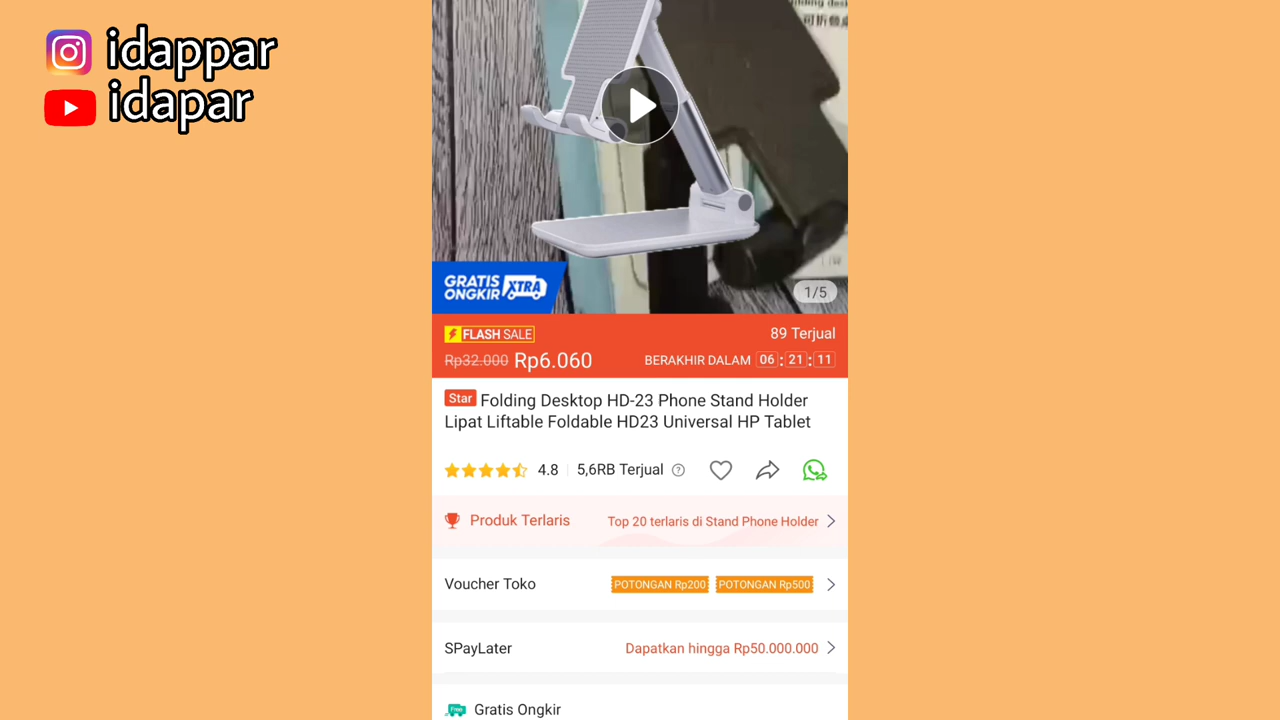 idappar
idapar
GRATIS
ONGKIR XTRA
1/5
FLASH SALE
89 Terjual
Rp32.000 Rp6.060
BERAKHIR DALAM 06:21:11
Star Folding Desktop HD-23 Phone Stand Holder
Lipat Liftable Foldable HD23 Universal HP Tablet
4.8 5,6RB Terjual ?
Produk Terlaris
Top 20 terlaris di Stand Phone Holder
Voucher Toko
POTONGAN Rp200 POTONGAN Rp500
SPayLater
Dapatkan hingga Rp50.000.000
Free Gratis Ongkir